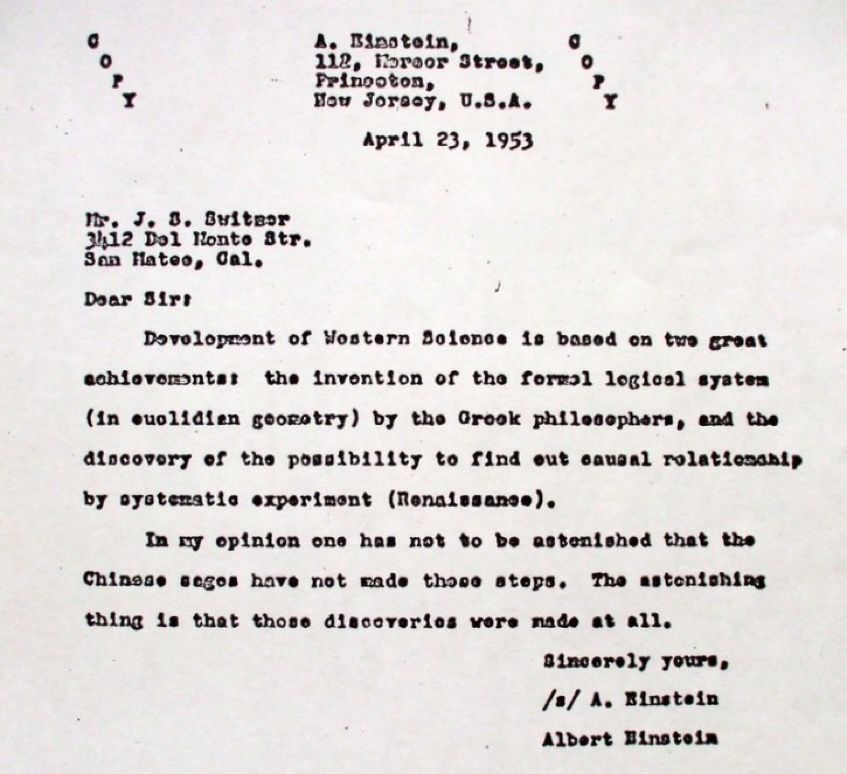 COPY A. Einstein, COPY
112, Mercer Street,
Princeton,
New Jersey, U.S.A.
April 23, 1953
Mr. J. S. Switzer
3412 Del Monte Str.
San Mateo, Cal.
Dear Sir:
Development of Western Science is based on two great
achievements: the invention of the formal logical system
(in euclidian geometry) by the Greek philosophers, and the
discovery of the possibility to find out causal relationship
by systematic experiment (Renaissance).
In my opinion one has not to be astonished that the
Chinese sages have not made those steps. The astonishing
thing is that those discoveries were made at all.
Sincerely yours,
/s/ A. Einstein
Albert Einstein